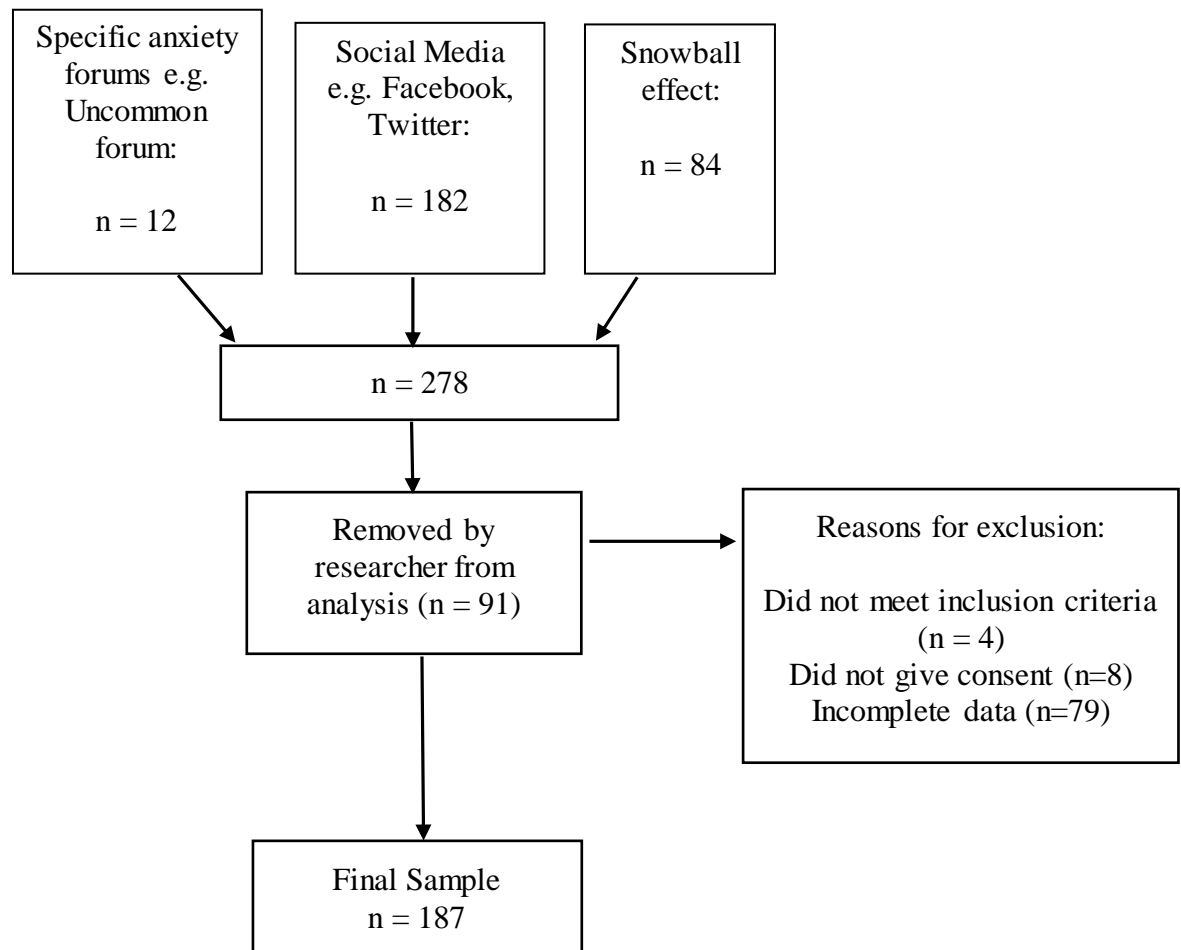 Specific anxiety
forums e.g.
Uncommon
forum:
n = 12
Social Media
e.g. Facebook,
Twitter:
n = 182
Snowball
effect:
n = 84
n = 278
Removed by
researcher from
analysis (n = 91)
Reasons for exclusion:
Did not meet inclusion criteria
(n = 4)
Did not give consent (n=8)
Incomplete data (n=79)
Final Sample
n = 187